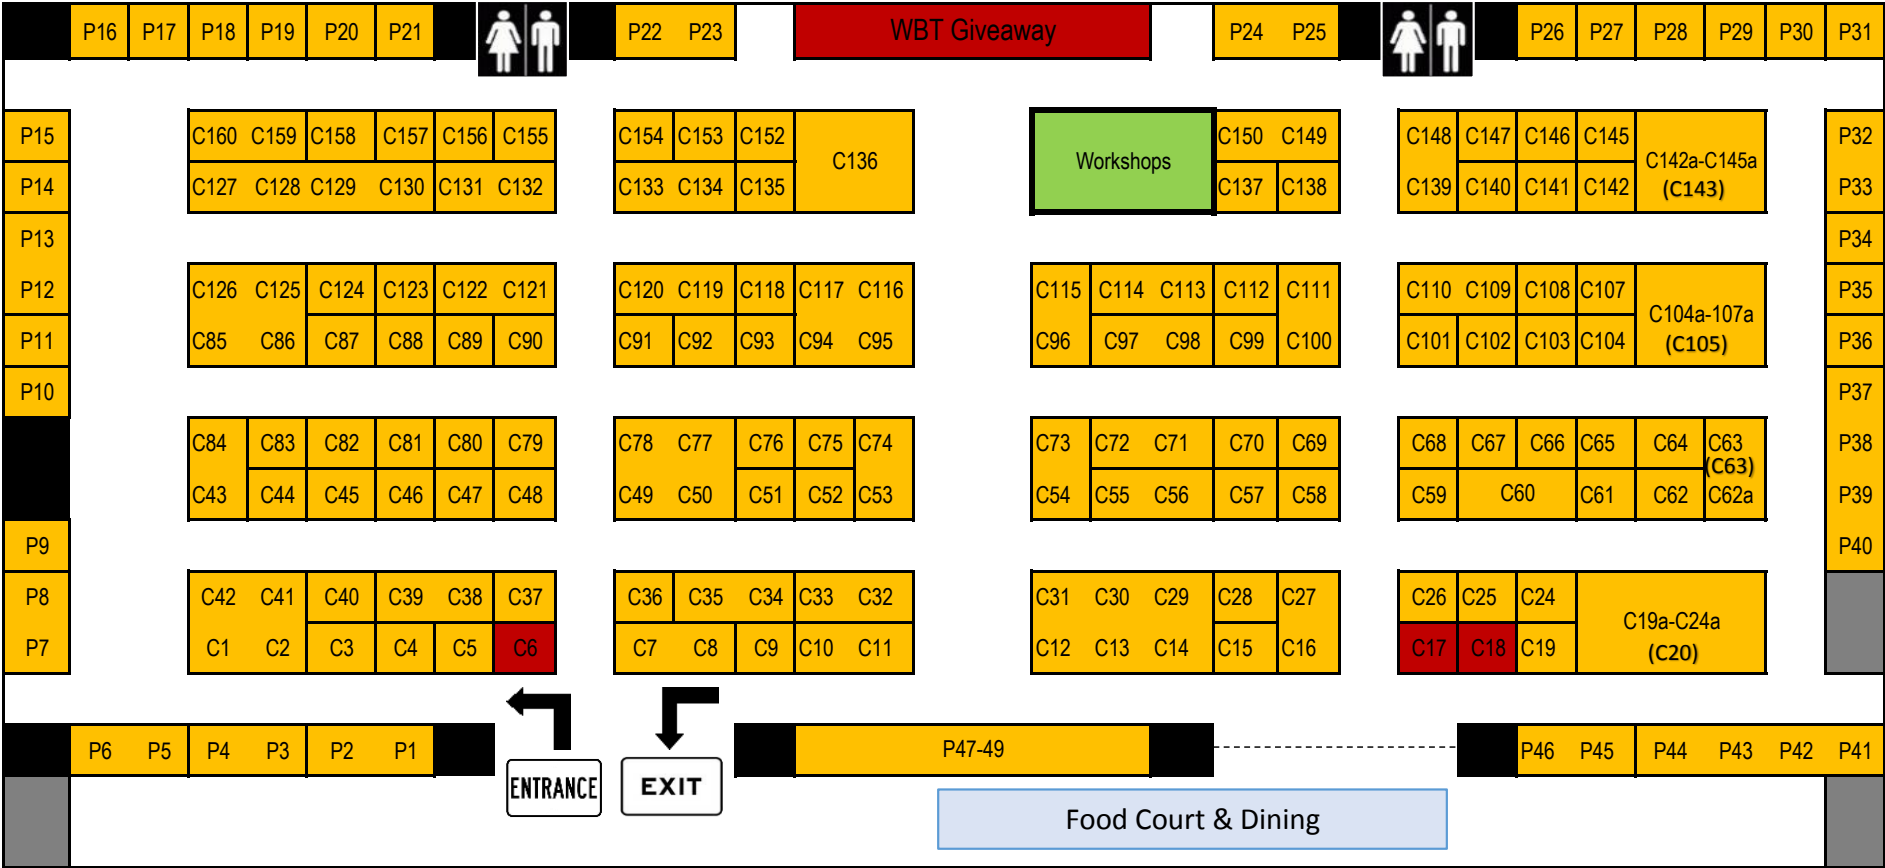 P16 P17 P18 P19 P20 P21 P22 P23 WBT Giveaway P24 P25 P26 P27 P28 P29 P30 P31
P15 C160 C159 C158 C157 C156 C155 C154 C153 C152 C136 Workshops C150 C149 C148 C147 C146 C145 C142a-C145a P32
P14 C127 C128 C129 C130 C131 C132 C133 C134 C135 C137 C138 C139 C140 C141 C142 (C143) P33
P13 P34
P12 C126 C125 C124 C123 C122 C121 C120 C119 C118 C117 C116 C115 C114 C113 C112 C111 C110 C109 C108 C107 C104a-107a P35
P11 C85 C86 C87 C88 C89 C90 C91 C92 C93 C94 C95 C96 C97 C98 C99 C100 C101 C102 C103 C104 (C105) P36
P10 P37
C84 C83 C82 C81 C80 C79 C78 C77 C76 C75 C74 C73 C72 C71 C70 C69 C68 C67 C66 C65 C64 C63 P38
(C63)
C43 C44 C45 C46 C47 C48 C49 C50 C51 C52 C53 C54 C55 C56 C57 C58 C59 C60 C61 C62 C62a P39
P9 P40
P8 C42 C41 C40 C39 C38 C37 C36 C35 C34 C33 C32 C31 C30 C29 C28 C27 C26 C25 C24 C19a-C24a
P7 C1 C2 C3 C4 C5 C6 C7 C8 C9 C10 C11 C12 C13 C14 C15 C16 C17 C18 C19 (C20)
P6 P5 P4 P3 P2 P1 P47-49 P46 P45 P44 P43 P42 P41
ENTRANCE EXIT
Food Court & Dining